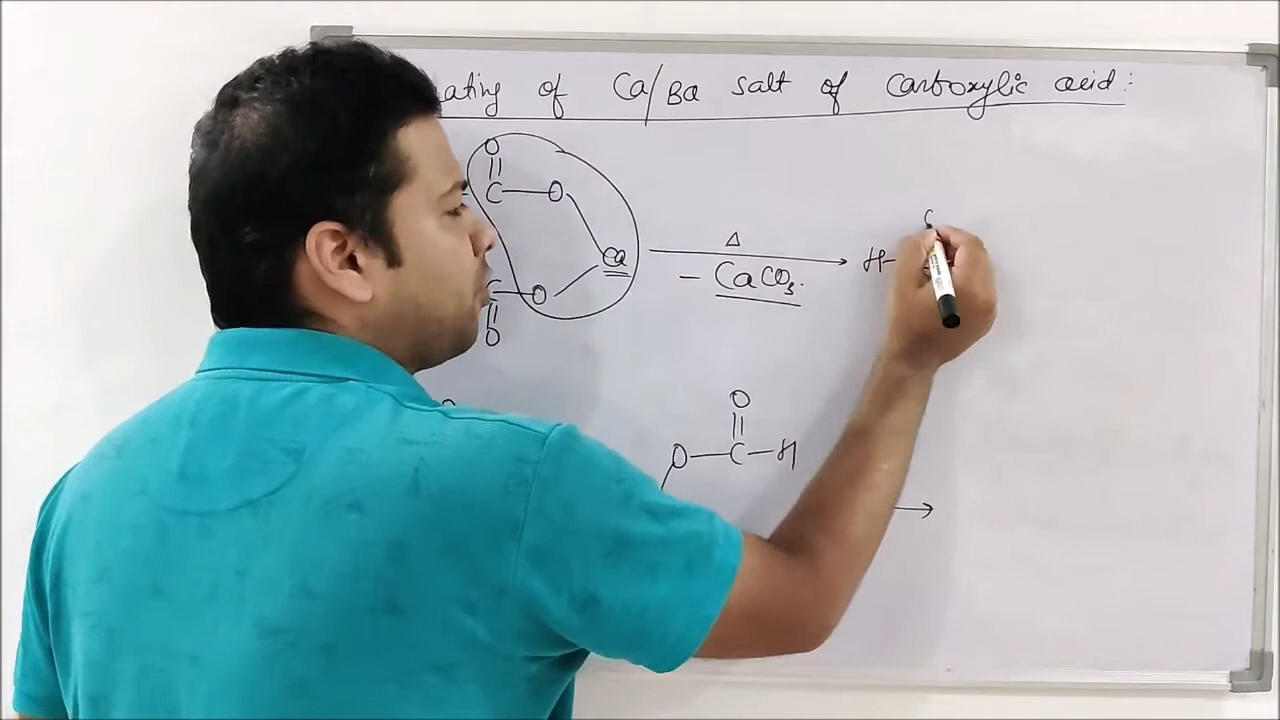 ating of Ca/Ba salt of Carboxylic acid:
O
C—O
Ca
C—O
O
Δ
- CaCO₃.
H-
O
O—C—H